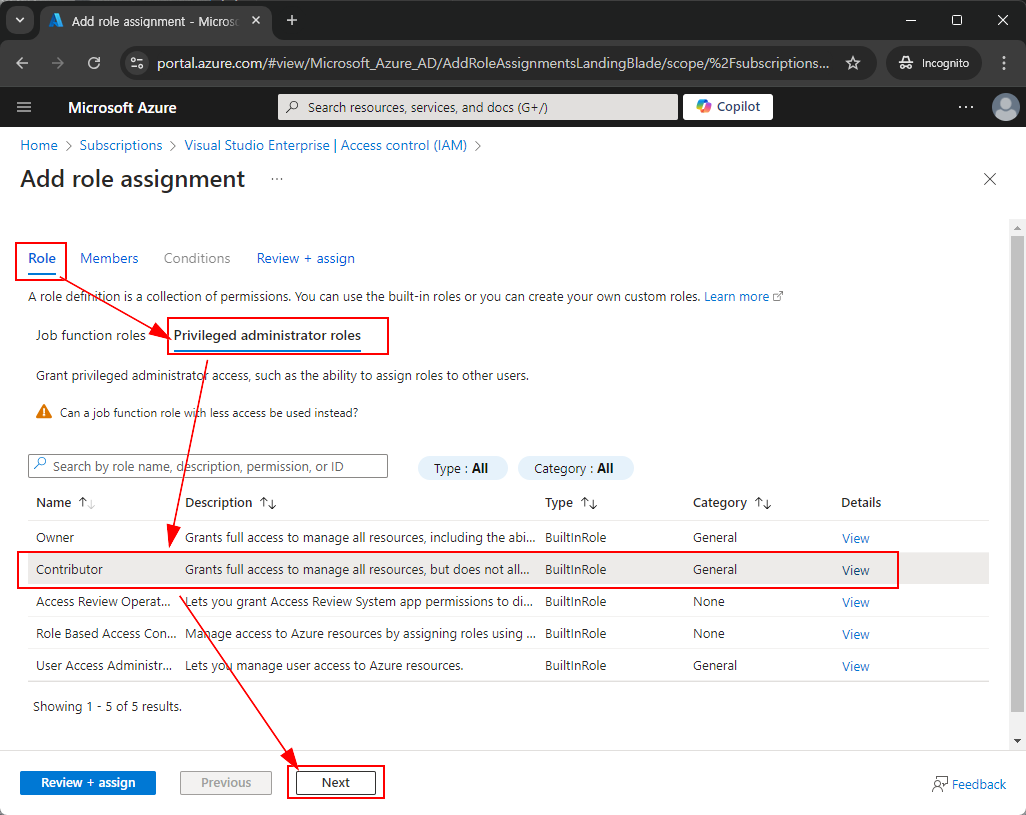 Add role assignment - Micros
portal.azure.com/#view/Microsoft_Azure_AD/AddRoleAssignmentsLandingBlade/scope/%2Fsubscriptions... Incognito
Microsoft Azure Search resources, services, and docs (G+/) Copilot ...
Home > Subscriptions > Visual Studio Enterprise | Access control (IAM) >
Add role assignment ...
Role Members Conditions Review + assign
A role definition is a collection of permissions. You can use the built-in roles or you can create your own custom roles. Learn more
Job function roles Privileged administrator roles
Grant privileged administrator access, such as the ability to assign roles to other users.
Can a job function role with less access be used instead?
Search by role name, description, permission, or ID Type : All Category : All
Name Description Type Category Details
Owner Grants full access to manage all resources, including the abi... BuiltInRole General View
Contributor Grants full access to manage all resources, but does not all... BuiltInRole General View
Access Review Operat... Lets you grant Access Review System app permissions to di... BuiltInRole None View
Role Based Access Con... Manage access to Azure resources by assigning roles using ... BuiltInRole None View
User Access Administr... Lets you manage user access to Azure resources. BuiltInRole General View
Showing 1 - 5 of 5 results.
Review + assign Previous Next Feedback